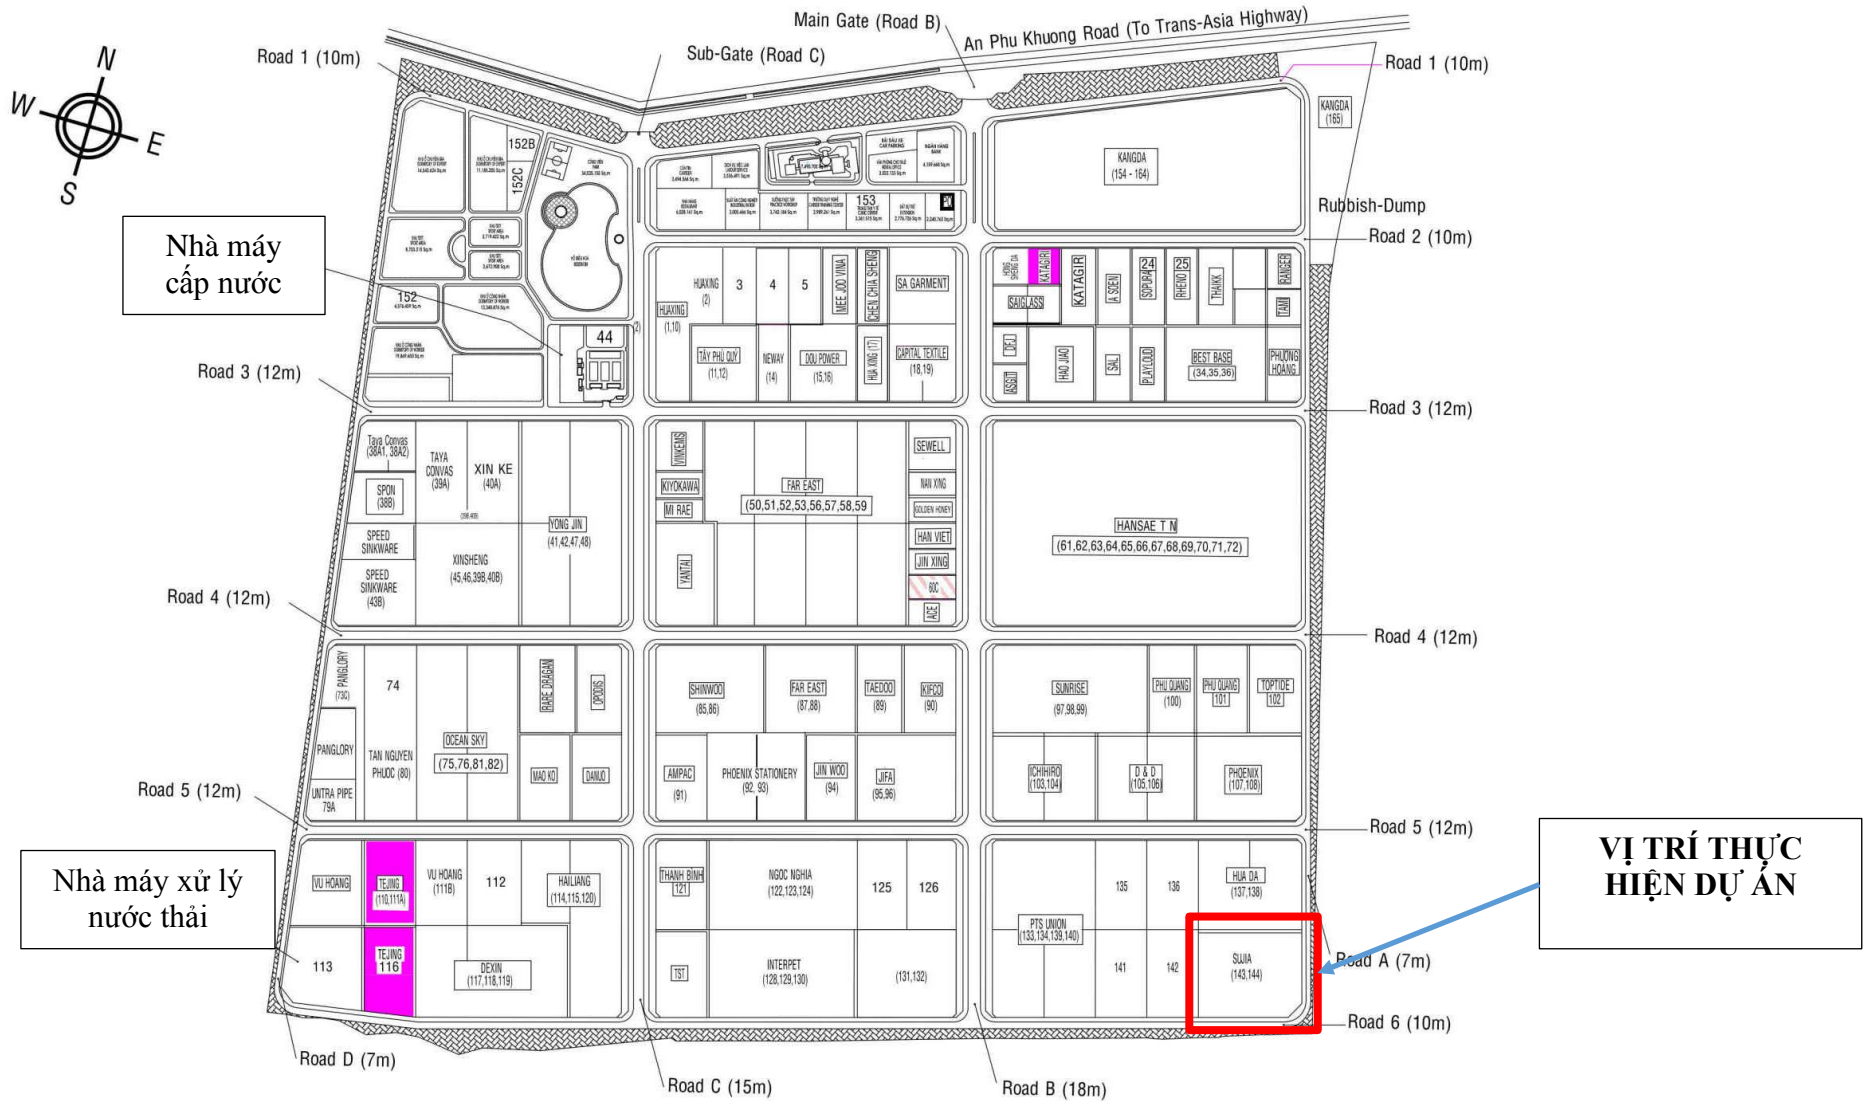 Main Gate (Road B)
An Phu Khuong Road (To Trans-Asia Highway)
Sub-Gate (Road C)
Road 1 (10m)
Road 1 (10m)
N
W
E
S
KANGDA
(165)
KANGDA
(154 - 164)
152B
152C
153
Rubbish-Dump
Road 2 (10m)
Nhà máy
cấp nước
152
44
(2)
HUAXING
(2)
3
4
5
MEE JOO VINA
CHEN CHIA SHENG
SA GARMENT
HUAXING
(1,10)
TÂY PHÚ QUÝ
(11,12)
NEWAY
(14)
DOU POWER
(15,16)
HUA XING (17)
CAPITAL TEXTILE
(18,19)
HONG
SHENG DA
KATAGIRI
KATAGIR
A SOEN
24
SOPURA
25
RHENO
THAKK
RANGER
SAIGLASS
TAMI
DFJ
ASGT
HAO JIAO
SAL
PLAYLOUD
BEST BASE
(34,35,36)
PHƯỢNG
HOÀNG
Road 3 (12m)
Road 3 (12m)
Taya Convas
(38A1, 38A2)
TAYA
CONVAS
(39A)
XIN KE
(40A)
SPON
(38B)
(39B,40B)
YONG JIN
(41,42,47,48)
SPEED
SINKWARE
XINSHENG
(45,46,39B,40B)
SPEED
SINKWARE
(43B)
VINKEMS
KIYOKAWA
MI RAE
YANTAI
FAR EAST
(50,51,52,53,56,57,58,59
SEWELL
NAN XING
GOLDEN HONEY
HAN VIET
JIN XING
60C
ACE
HANSAE T N
(61,62,63,64,65,66,67,68,69,70,71,72)
Road 4 (12m)
Road 4 (12m)
PANGLORY
(73C)
74
RARE DRAGAN
OPODIS
PANGLORY
TAN NGUYEN
PHUOC (80)
OCEAN SKY
(75,76,81,82)
UNTRA PIPE
79A
MAO KO
DANIJO
SHINWOO
(85,86)
FAR EAST
(87,88)
TAEDOO
(89)
KIFCO
(90)
AMPAC
(91)
PHOENIX STATIONERY
(92, 93)
JIN WOO
(94)
JIFA
(95,96)
SUNRISE
(97,98,99)
PHU QUANG
(100)
PHU QUANG
101
TOPTIDE
102
ICHIHIRO
(103,104)
D & D
(105,106)
PHOENIX
(107,108)
Road 5 (12m)
Road 5 (12m)
Nhà máy xử lý
nước thải
VU HOANG
TEJING
(110,111A)
VU HOANG
(111B)
112
HAILIANG
(114,115,120)
113
TEJING
116
DEXIN
(117,118,119)
THANH BINH
121
NGOC NGHIA
(122,123,124)
125
126
TST
INTERPET
(128,129,130)
(131,132)
135
136
HUA DA
(137,138)
PTS UNION
(133,134,139,140)
141
142
SUJIA
(143,144)
VỊ TRÍ THỰC
HIỆN DỰ ÁN
Road A (7m)
Road 6 (10m)
Road D (7m)
Road C (15m)
Road B (18m)